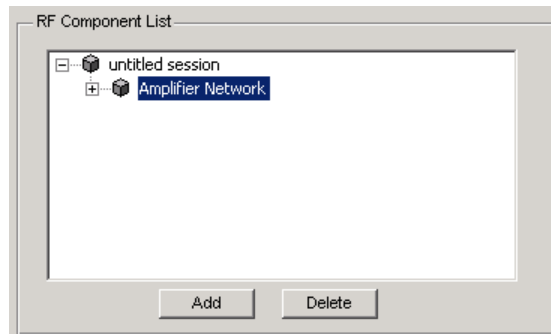 RF Component List
untitled session
Amplifier Network
Add Delete